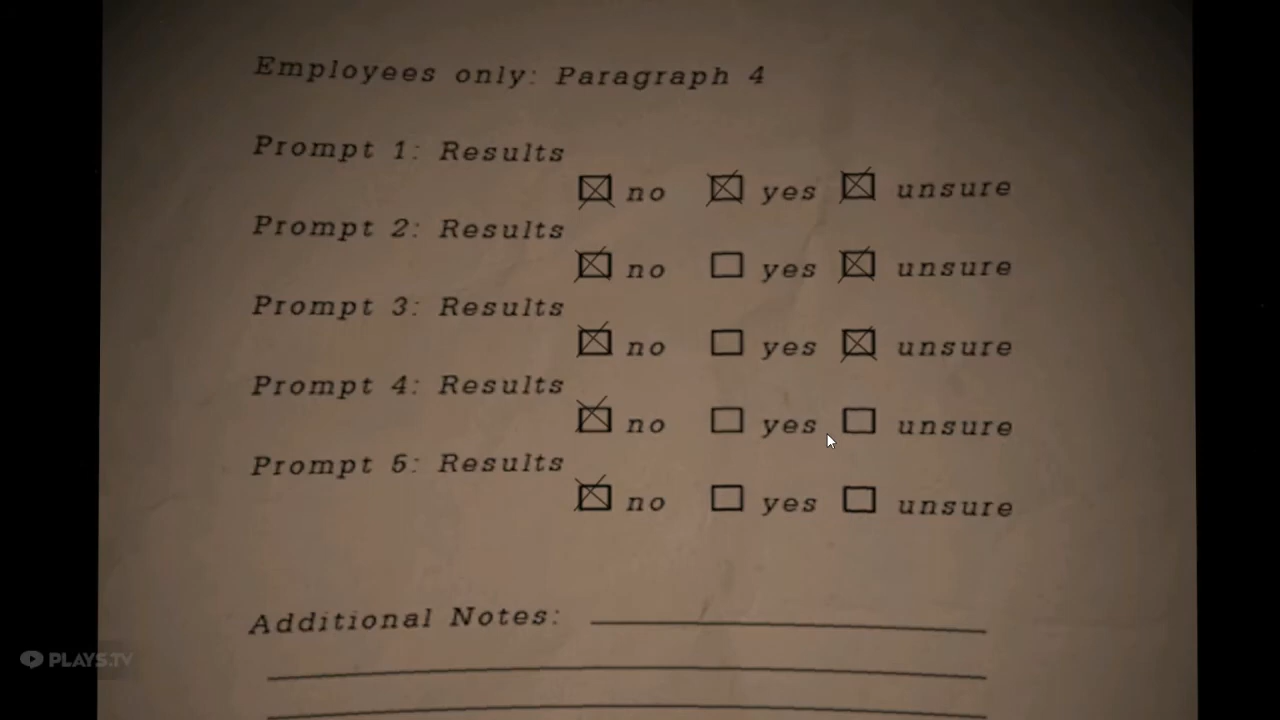 Employees only: Paragraph 4
Prompt 1: Results
no yes unsure
Prompt 2: Results
no yes unsure
Prompt 3: Results
no yes unsure
Prompt 4: Results
no yes unsure
Prompt 5: Results
no yes unsure
Additional Notes:
PLAYS.TV